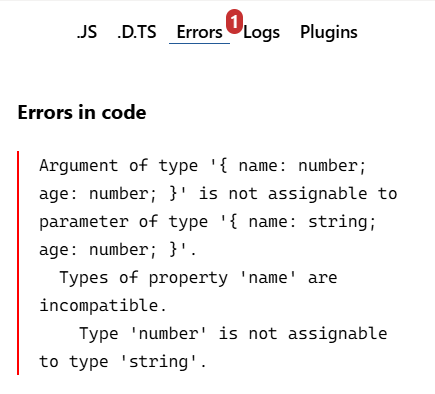 .JS .D.TS Errors 1 Logs Plugins
Errors in code
Argument of type '{ name: number;
age: number; }' is not assignable to
parameter of type '{ name: string;
age: number; }'.
  Types of property 'name' are
incompatible.
    Type 'number' is not assignable
to type 'string'.